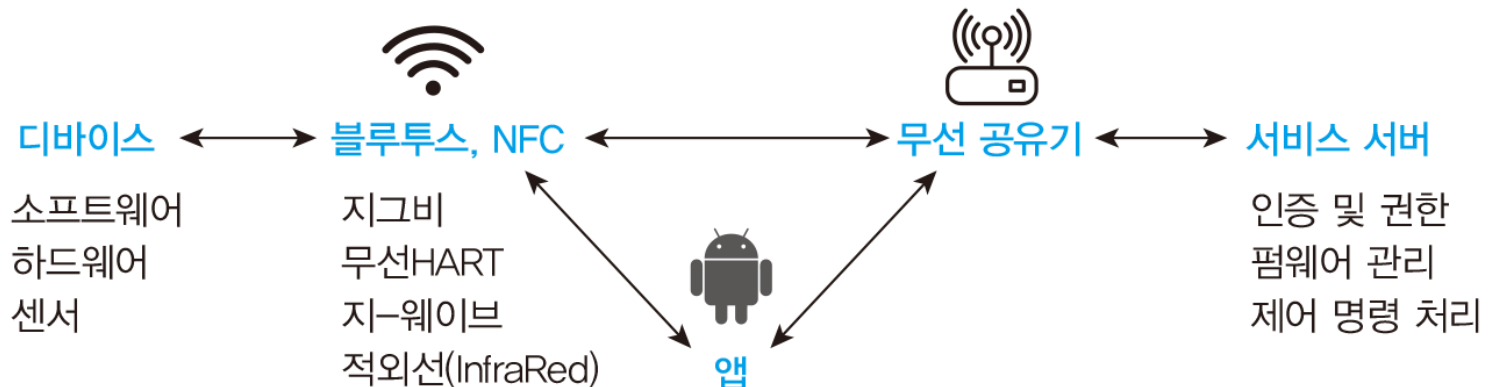 디바이스
블루투스, NFC
무선 공유기
서비스 서버
소프트웨어
하드웨어
센서
지그비
무선HART
지-웨이브
적외선(InfraRed)
앱
인증 및 권한
펌웨어 관리
제어 명령 처리